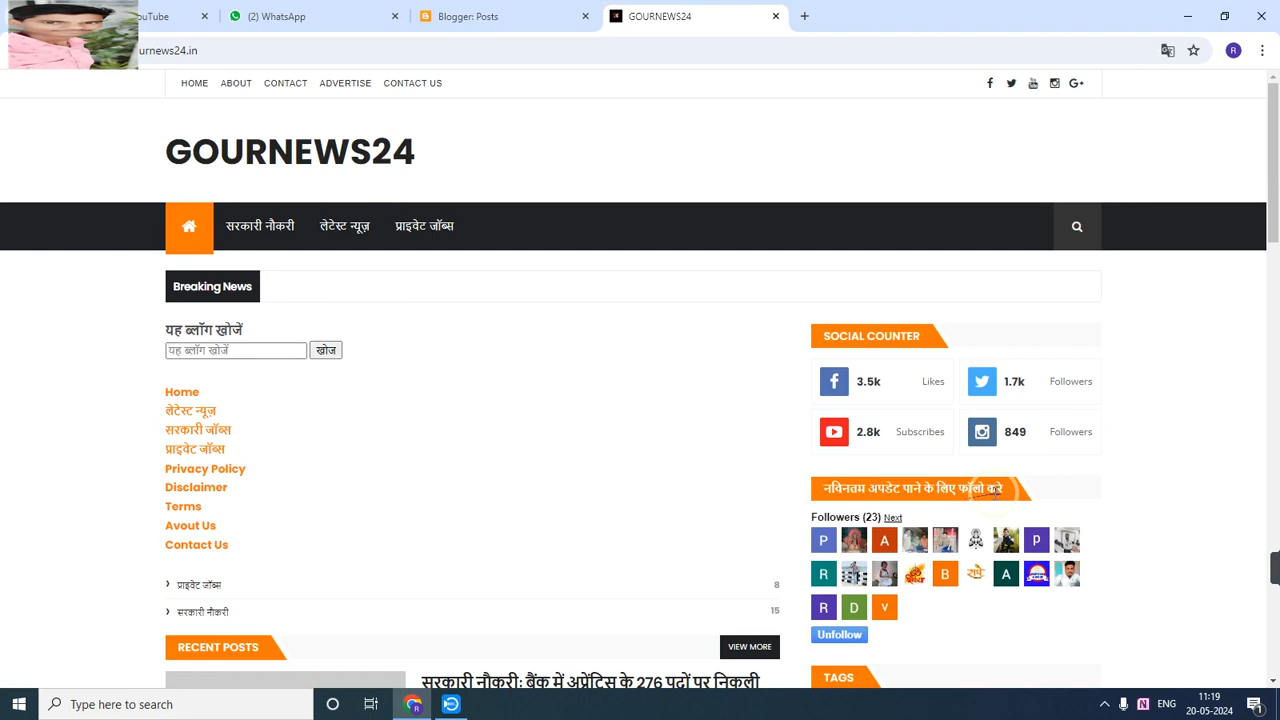 uTube
(2) WhatsApp
Blogger: Posts
GOURNEWS24
urnews24.in
R
HOME ABOUT CONTACT ADVERTISE CONTACT US
GOURNEWS24
सरकारी नौकरी लेटेस्ट न्यूज़ प्राइवेट जॉब्स
Breaking News
यह ब्लॉग खोजें
यह ब्लॉग खोजें खोज
Home
लेटेस्ट न्यूज़
सरकारी जॉब्स
प्राइवेट जॉब्स
Privacy Policy
Disclaimer
Terms
Avout Us
Contact Us
प्राइवेट जॉब्स 8
सरकारी नौकरी 15
RECENT POSTS VIEW MORE
सरकारी नौकरी: बैंक में अप्रेंटिस के 276 पदों पर निकली
SOCIAL COUNTER
3.5k Likes 1.7k Followers
2.8k Subscribes 849 Followers
नविनतम अपडेट पाने के लिए फॉलो करे
Followers (23) Next
P A P
R B राधे A
R D V
Unfollow
TAGS
Type here to search
ENG
11:19
20-05-2024